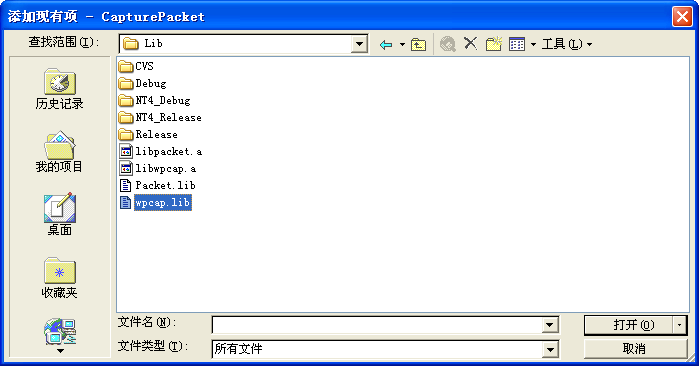 添加现有项 - CapturePacket
查找范围(I): Lib 工具(L)
CVS
Debug
NT4_Debug
NT4_Release
Release
libpacket.a
libwpcap.a
Packet.lib
wpcap.lib
历史记录
我的项目
桌面
收藏夹
文件名(N): 打开(O)
文件类型(T): 所有文件 取消